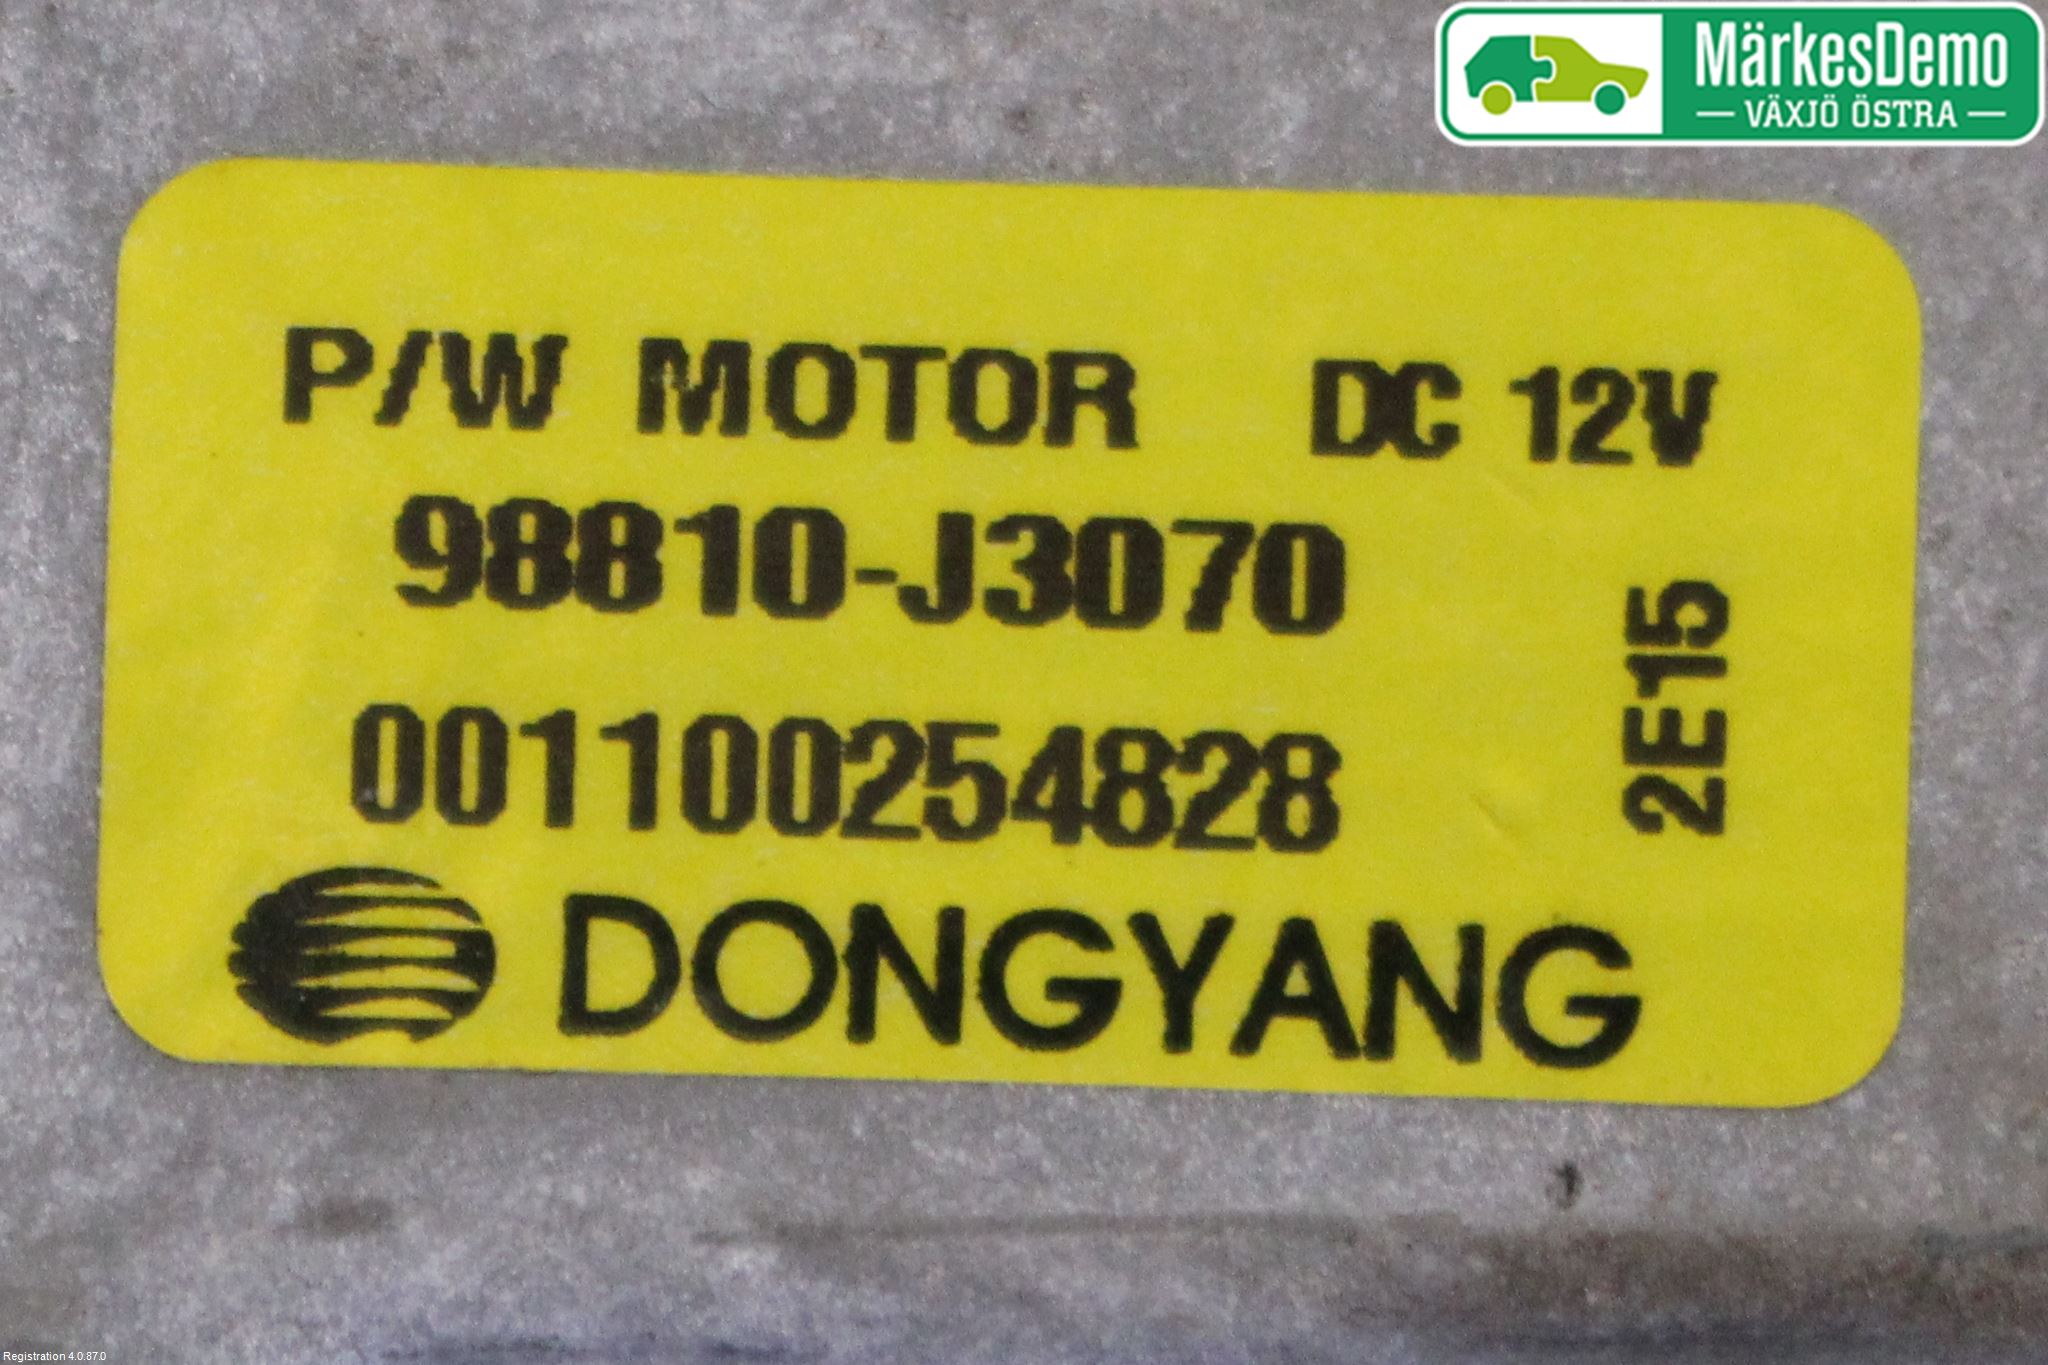 MärkesDemo
VÄXJÖ ÖSTRA
P/W MOTOR DC 12V
98810-J3070
2E15
001100254828
DONGYANG
Registration 4.0.87.0